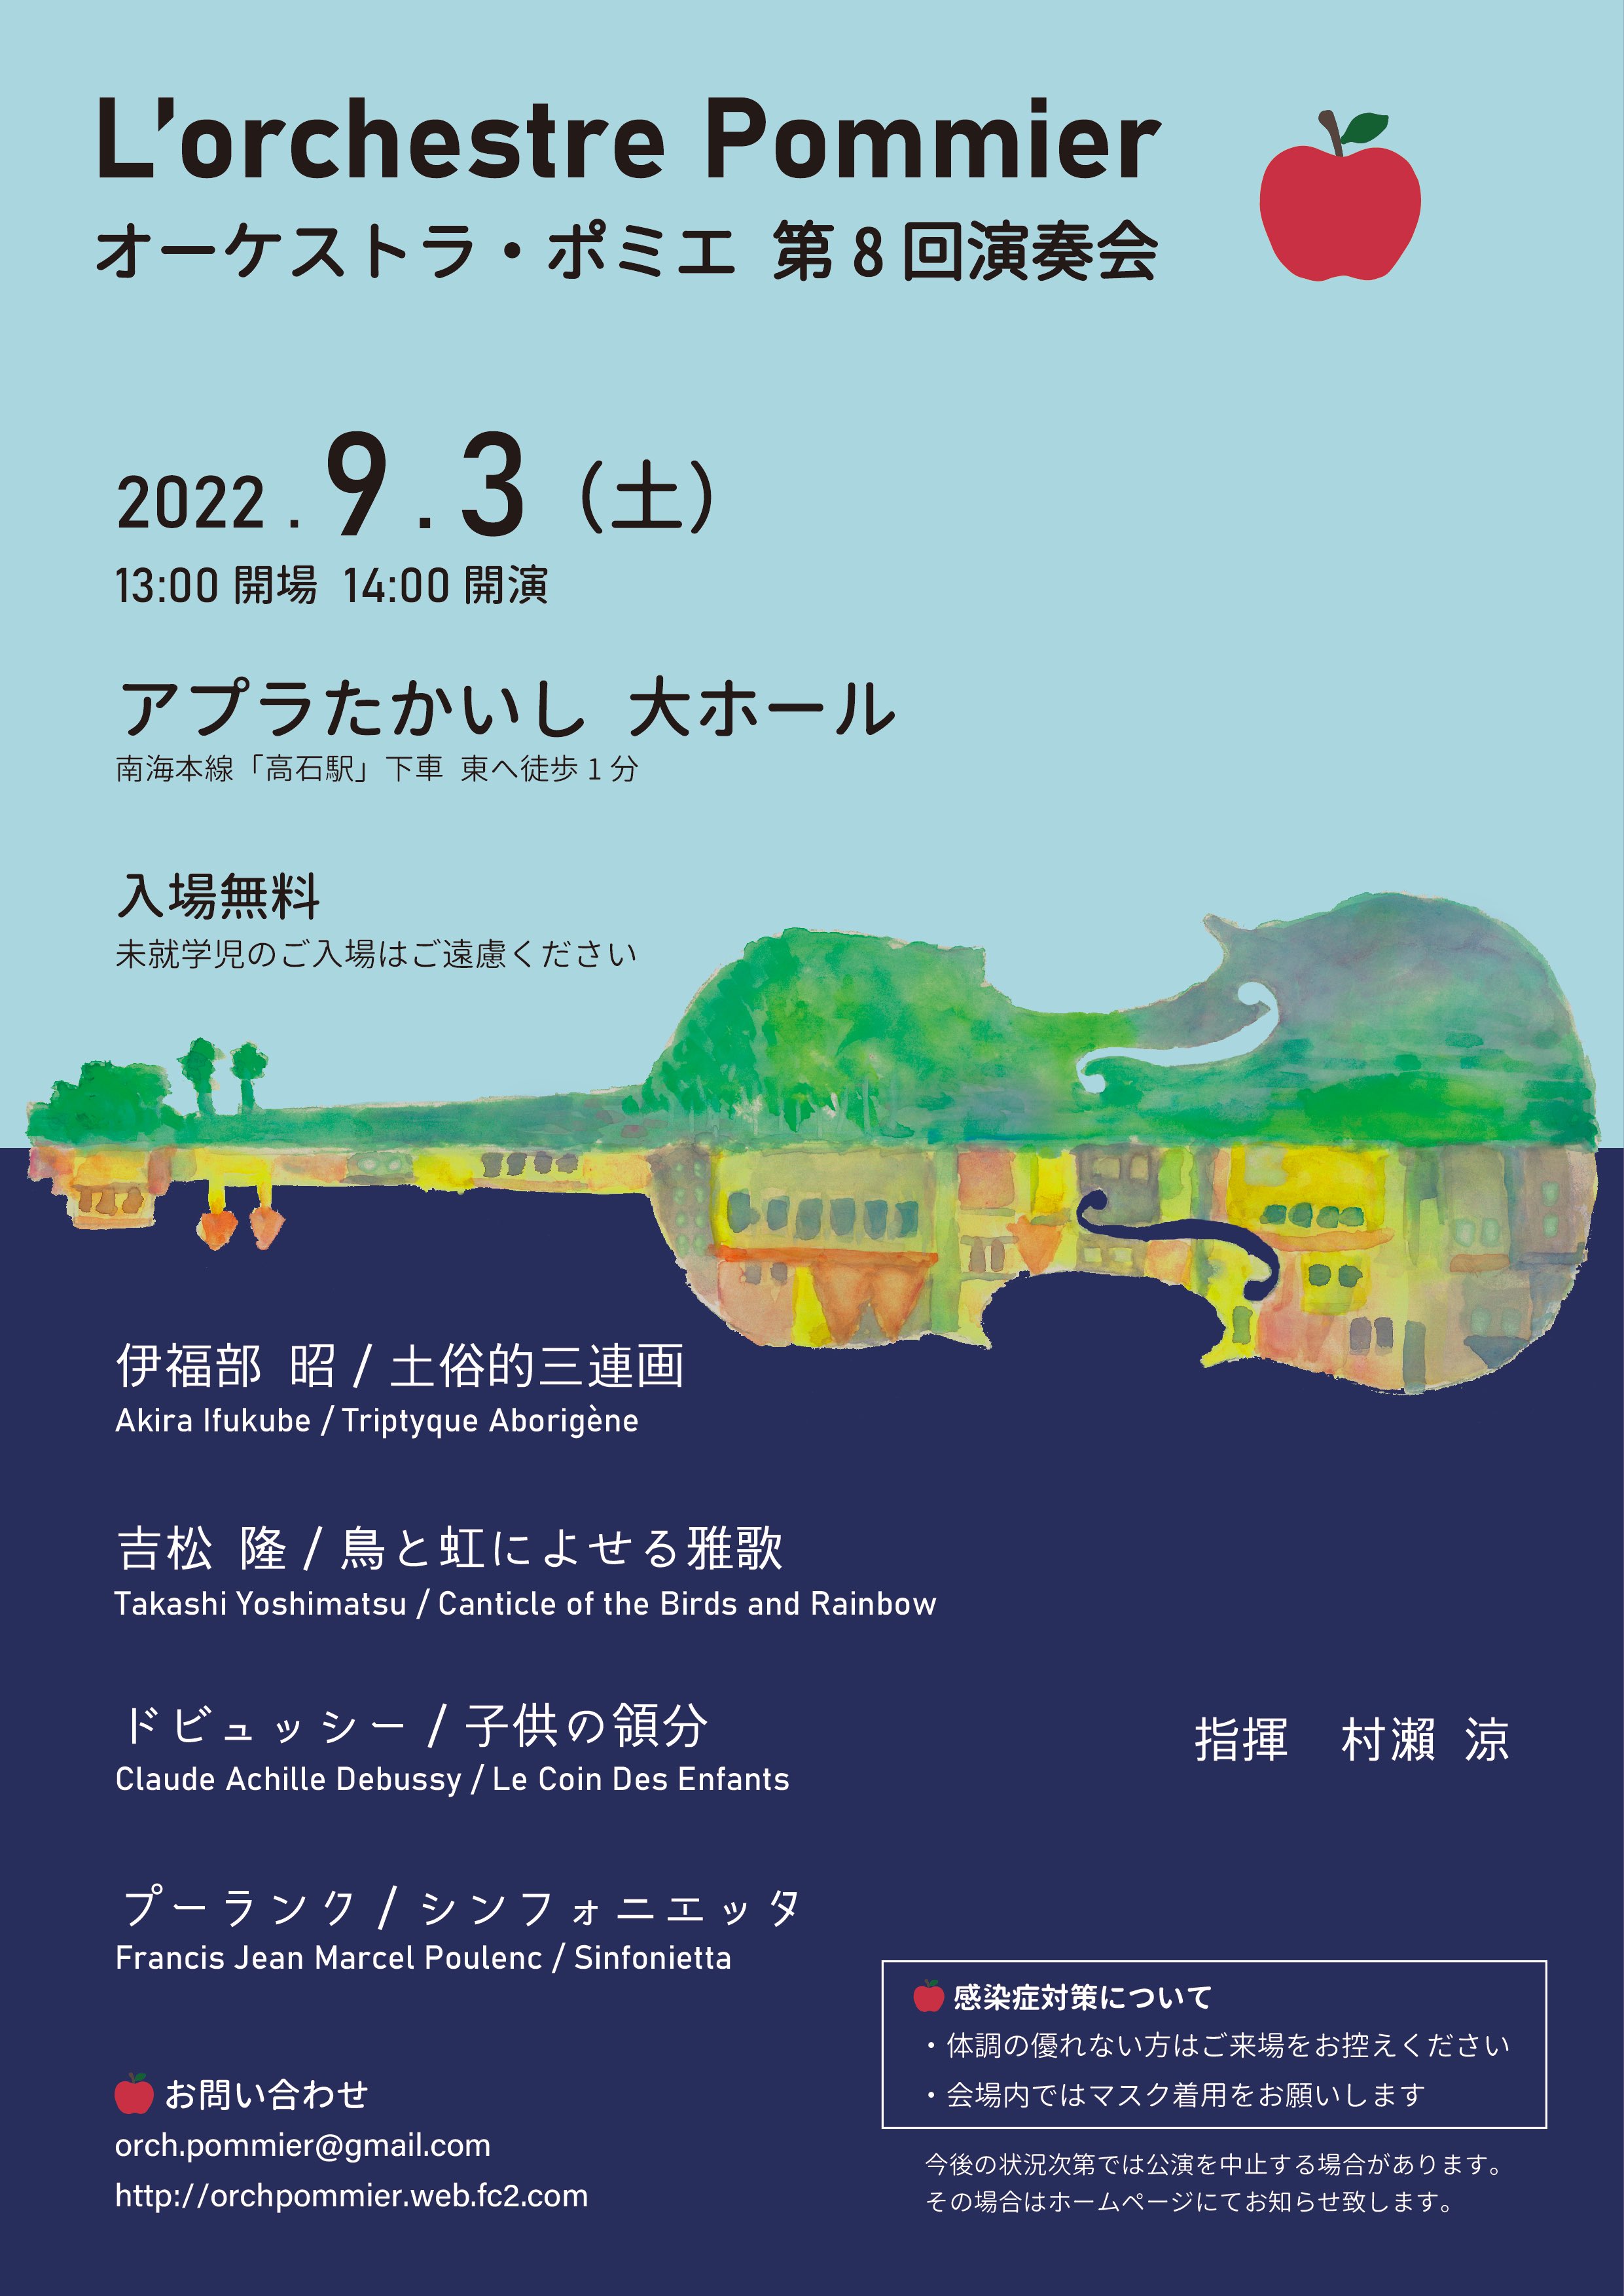 L’orchestre Pommier
オーケストラ・ポミエ 第8回演奏会
2022.9.3(土)
13:00 開場 14:00 開演
アプラたかいし 大ホール
南海本線「高石駅」下車 東へ徒歩1分
入場無料
未就学児のご入場はご遠慮ください
伊福部 昭 / 土俗的三連画
Akira Ifukube / Triptyque Aborigène
吉松 隆 / 鳥と虹によせる雅歌
Takashi Yoshimatsu / Canticle of the Birds and Rainbow
ドビュッシー / 子供の領分
Claude Achille Debussy / Le Coin Des Enfants
指揮 村瀬 涼
プーランク / シンフォニエッタ
Francis Jean Marcel Poulenc / Sinfonietta
お問い合わせ
orch.pommier@gmail.com
http://orchpommier.web.fc2.com
感染症対策について
・体調の優れない方はご来場をお控えください
・会場内ではマスク着用をお願いします
今後の状況次第では公演を中止する場合があります。
その場合はホームページにてお知らせ致します。